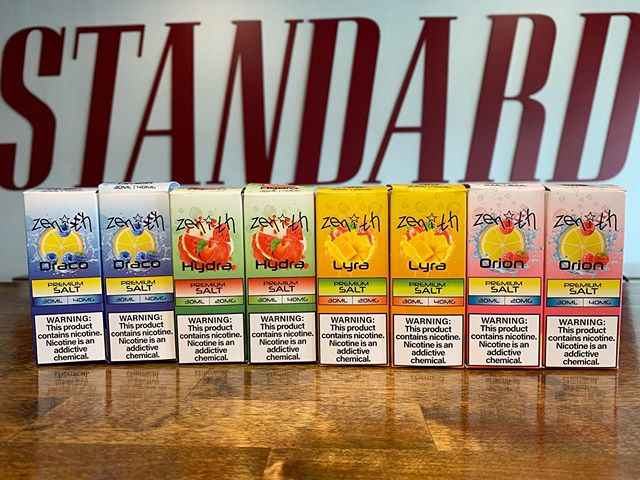 STANDARD
zenith
Draco
PREMIUM
SALT
30ML
WARNING:
This product
contains nicotine.
Nicotine is an
addictive
chemical.
30ML | 40MG
zenith
Draco
PREMIUM
SALT
30ML 40MG
WARNING:
This product
contains nicotine.
Nicotine is an
addictive
chemical.
zenith
Hydra
PREMIUM
SALT
30ML 20MG
WARNING:
This product
contains nicotine.
Nicotine is an
addictive
chemical.
Hydra
zenith
Hydra
PREMIUM
SALT
30ML 40MG
WARNING:
This product
contains nicotine.
Nicotine is an
addictive
chemical.
zenith
Lyra
PREMIUM
SALT
30ML 20MG
WARNING:
This product
contains nicotine.
Nicotine is an
addictive
chemical.
zenith
Lyra
PREMIUM
SALT
30ML 40MG
WARNING:
This product
contains nicotine.
Nicotine is an
addictive
chemical.
zenith
Orion
PREMIUM
SALT
30ML 20MG
WARNING:
This product
contains nicotine.
Nicotine is an
addictive
chemical.
zenith
Orion
PREMIUM
SALT
30ML 40MG
WARNING:
This product
contains nicotine.
Nicotine is an
addictive
chemical.